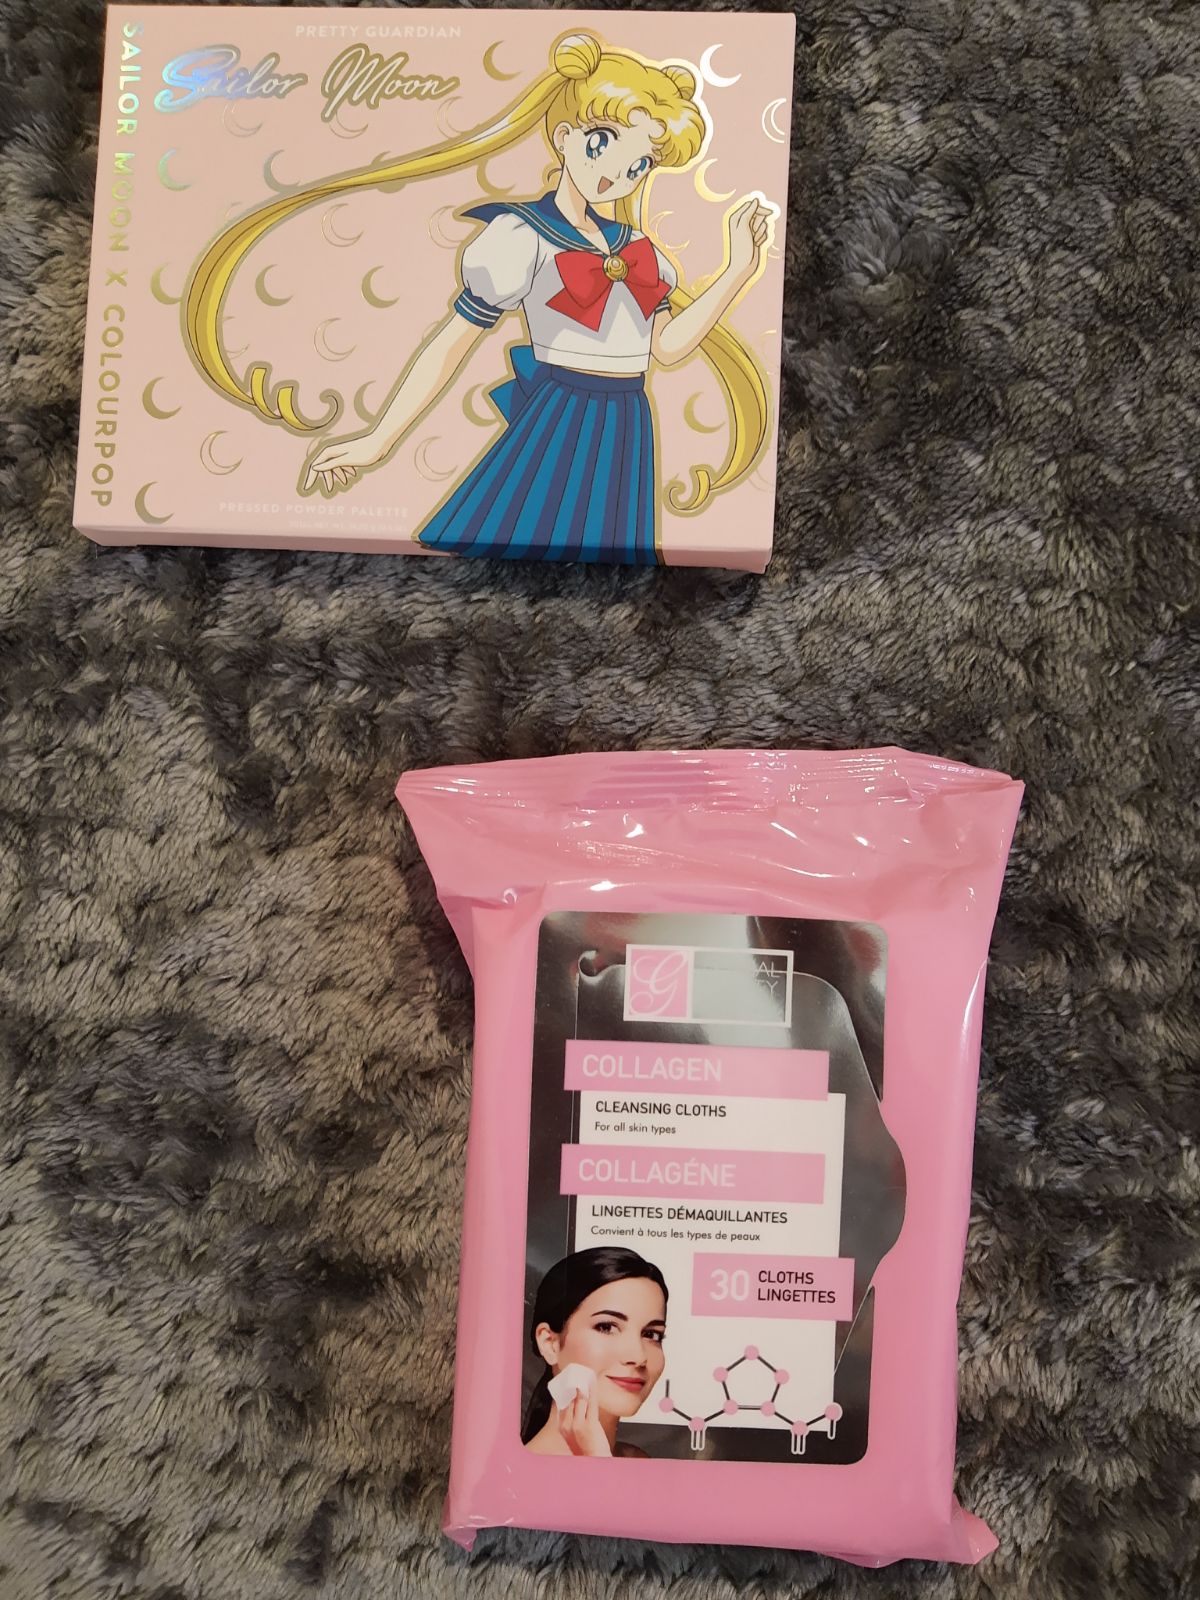 PRETTY GUARDIAN
Sailor Moon
SAILOR MOON X COLOURPOP
PRESSED POWDER PALETTE
G
COLLAGEN
CLEANSING CLOTHS
For all skin types
COLLAGÉNE
LINGETTES DÉMAQUILLANTES
Convient à tous les types de peaux
30 CLOTHS
LINGETTES